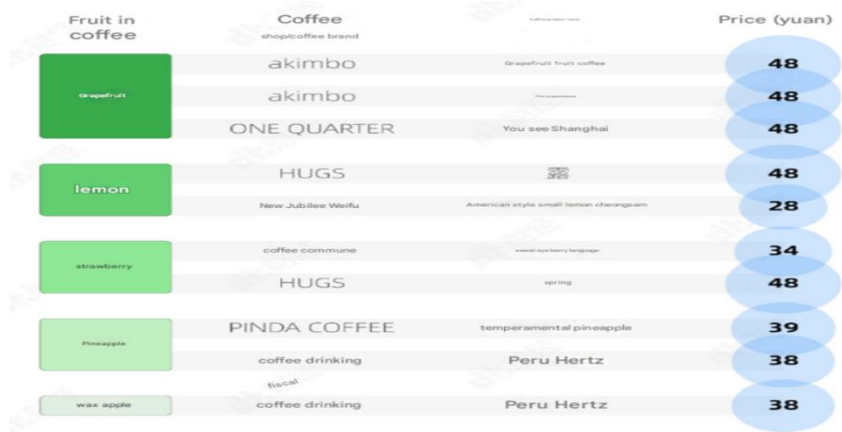 Fruit in coffee
Coffee shop/coffee brand
Coffee product name
Price (yuan)
Grapefruit
akimbo
Grapefruit fruit coffee
48
akimbo
48
ONE QUARTER
You see Shanghai
48
lemon
HUGS
48
New Jubilee Weifu
American style small lemon cheongsam
28
strawberry
coffee commune
34
HUGS
spring
48
Pineapple
PINDA COFFEE
temperamental pineapple
39
coffee drinking
Peru Hertz
38
fiscal
wax apple
coffee drinking
Peru Hertz
38